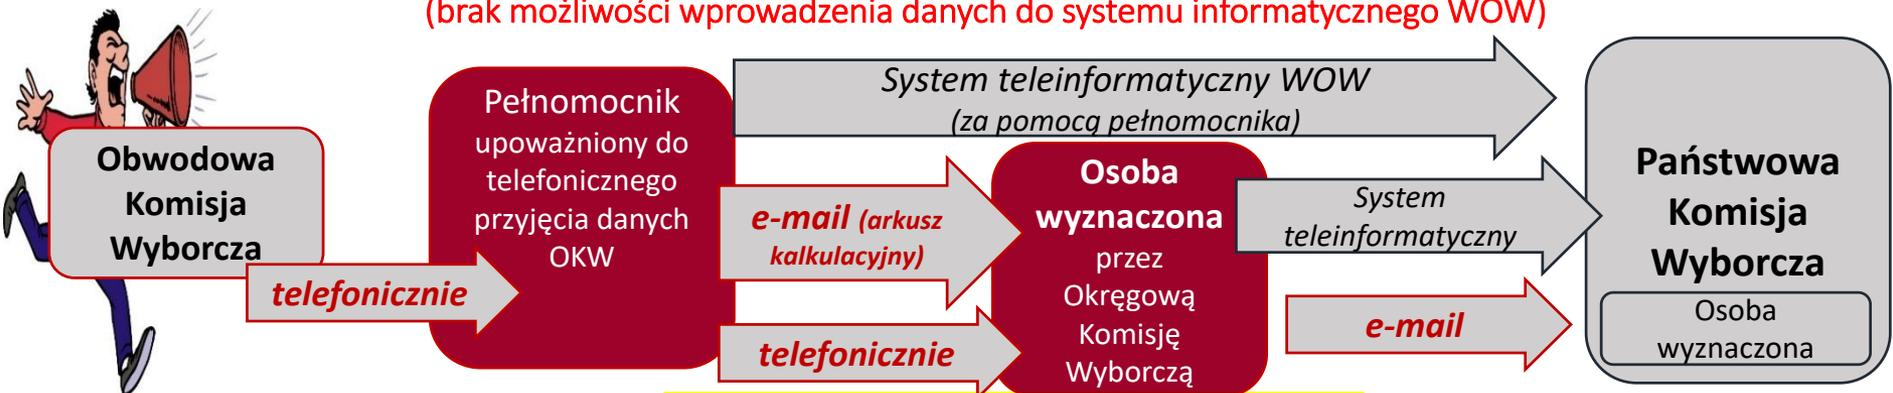 (brak możliwości wprowadzenia danych do systemu informatycznego WOW)
System teleinformatyczny WOW
(za pomocą pełnomocnika)
Obwodowa
Komisja
Wyborcza
telefonicznie
Pełnomocnik
upoważniony do
telefonicznego
przyjęcia danych
OKW
e-mail (arkusz
kalkulacyjny)
telefonicznie
Osoba
wyznaczona
przez
Okręgową
Komisję
Wyborczą
System
teleinformatyczny
e-mail
Państwowa
Komisja
Wyborcza
Osoba
wyznaczona